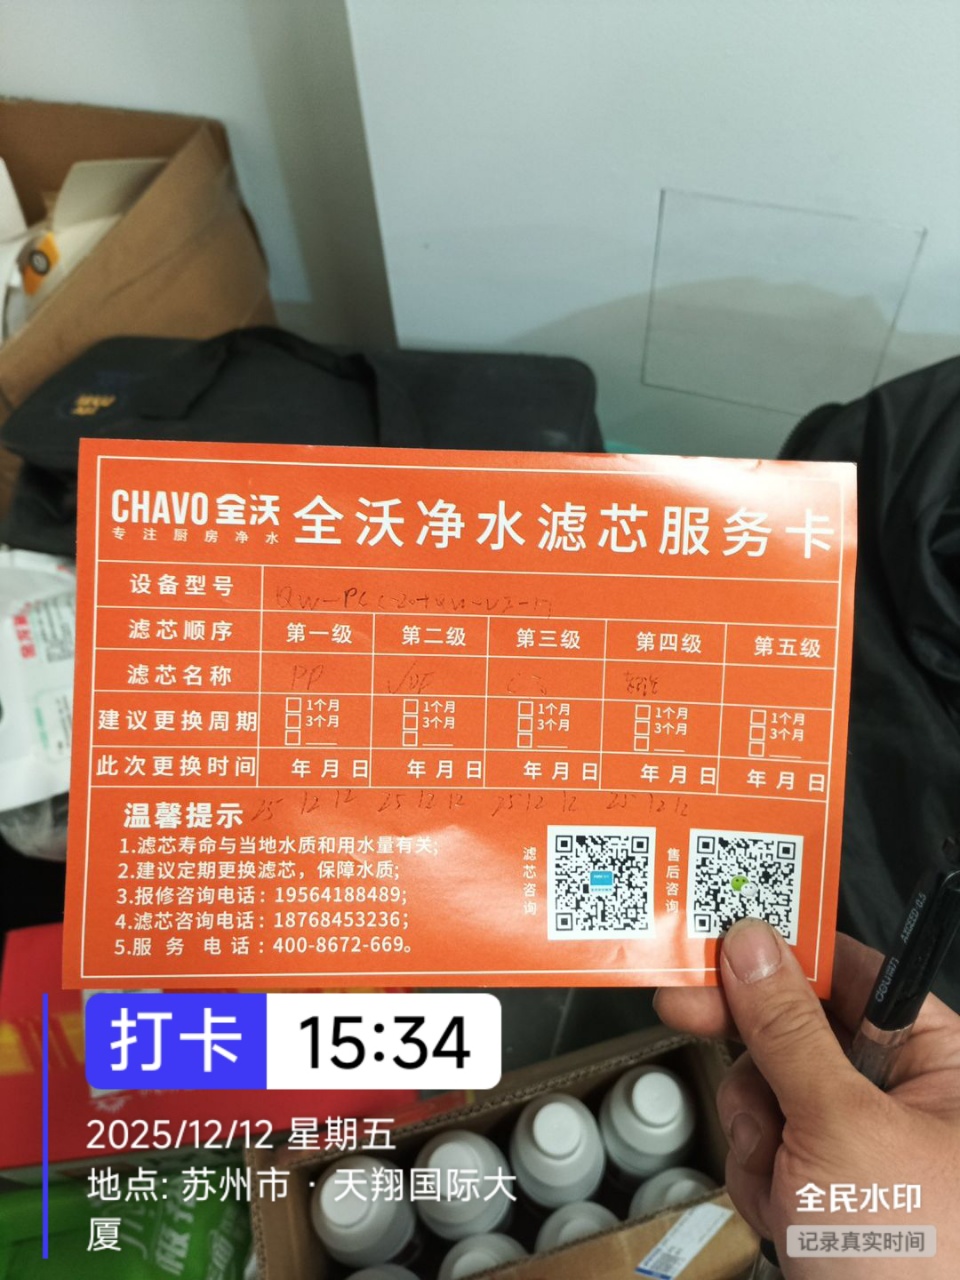 CHAVO 全沃
专注厨房净水
全沃净水滤芯服务卡
设备型号
滤芯顺序 第一级 第二级 第三级 第四级 第五级
滤芯名称 PP
建议更换周期 1个月 1个月 1个月 1个月 1个月
3个月 3个月 3个月 3个月 3个月
此次更换时间 年月日 年月日 年月日 年月日 年月日
25 12 12 25 12 12 25 12 12 25 12 12
温馨提示
1.滤芯寿命与当地水质和用水量有关;
2.建议定期更换滤芯，保障水质;
3.报修咨询电话：19564188489;
4.滤芯咨询电话：18768453236;
5.服务电话：400-8672-669。
滤芯咨询
售后咨询
打卡 15:34
2025/12/12 星期五
地点: 苏州市 · 天翔国际大
厦
全民水印
记录真实时间